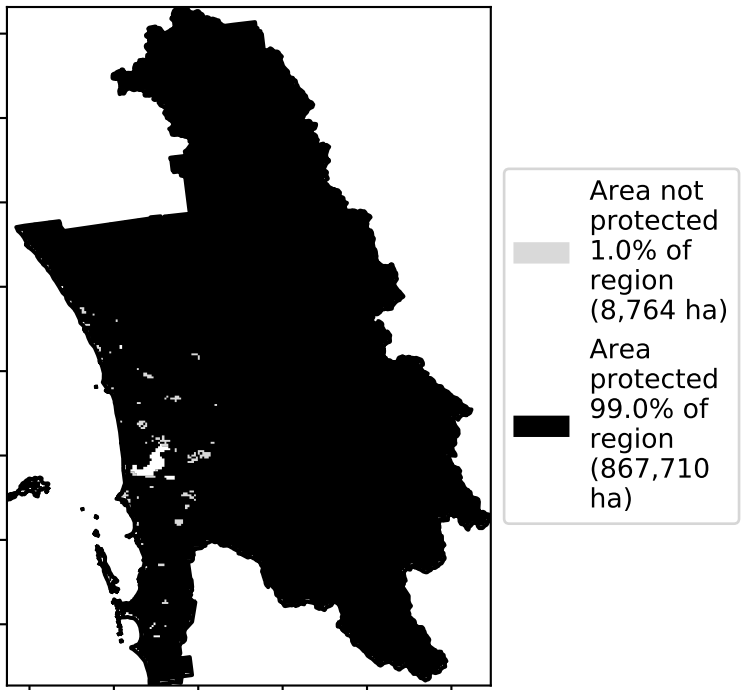 Area not
protected
1.0% of
region
(8,764 ha)
Area
protected
99.0% of
region
(867,710
ha)